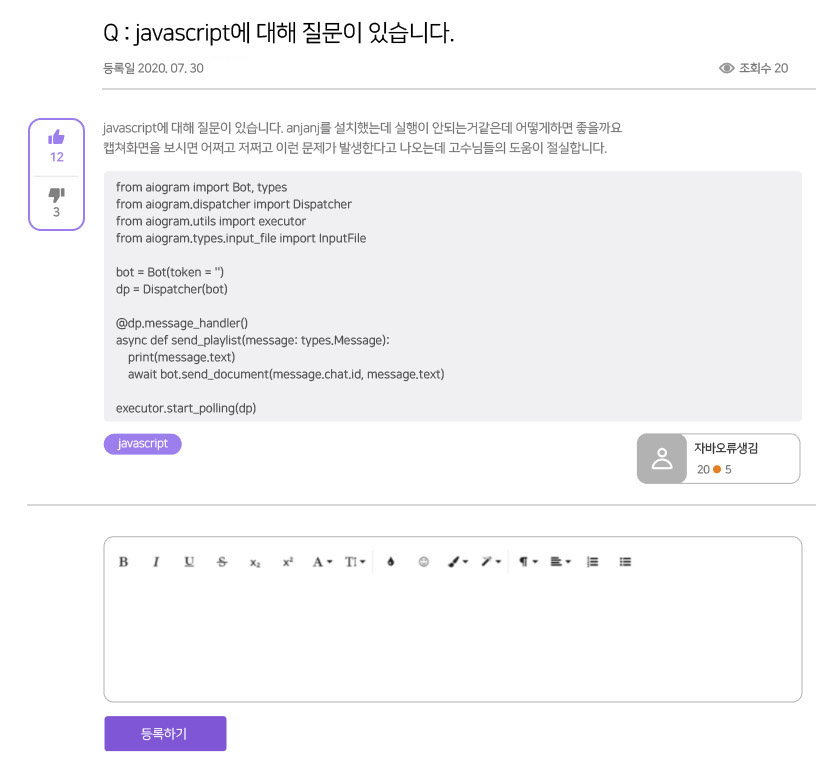 Q : javascript에 대해 질문이 있습니다.
등록일 2020. 07. 30
조회수 20
javascript에 대해 질문이 있습니다. anjanj를 설치했는데 실행이 안되는거같은데 어떻게하면 좋을까요
캡쳐화면을 보시면 어쩌고 저쩌고 이런 문제가 발생한다고 나오는데 고수님들의 도움이 절실합니다.
12
3
from aiogram import Bot, types
from aiogram.dispatcher import Dispatcher
from aiogram.utils import executor
from aiogram.types.input_file import InputFile
bot = Bot(token = '')
dp = Dispatcher(bot)
@dp.message_handler()
async def send_playlist(message: types.Message):
print(message.text)
await bot.send_document(message.chat.id, message.text)
executor.start_polling(dp)
javascript
자바오류생김
20 5
B I U S x₂ x² A T
등록하기